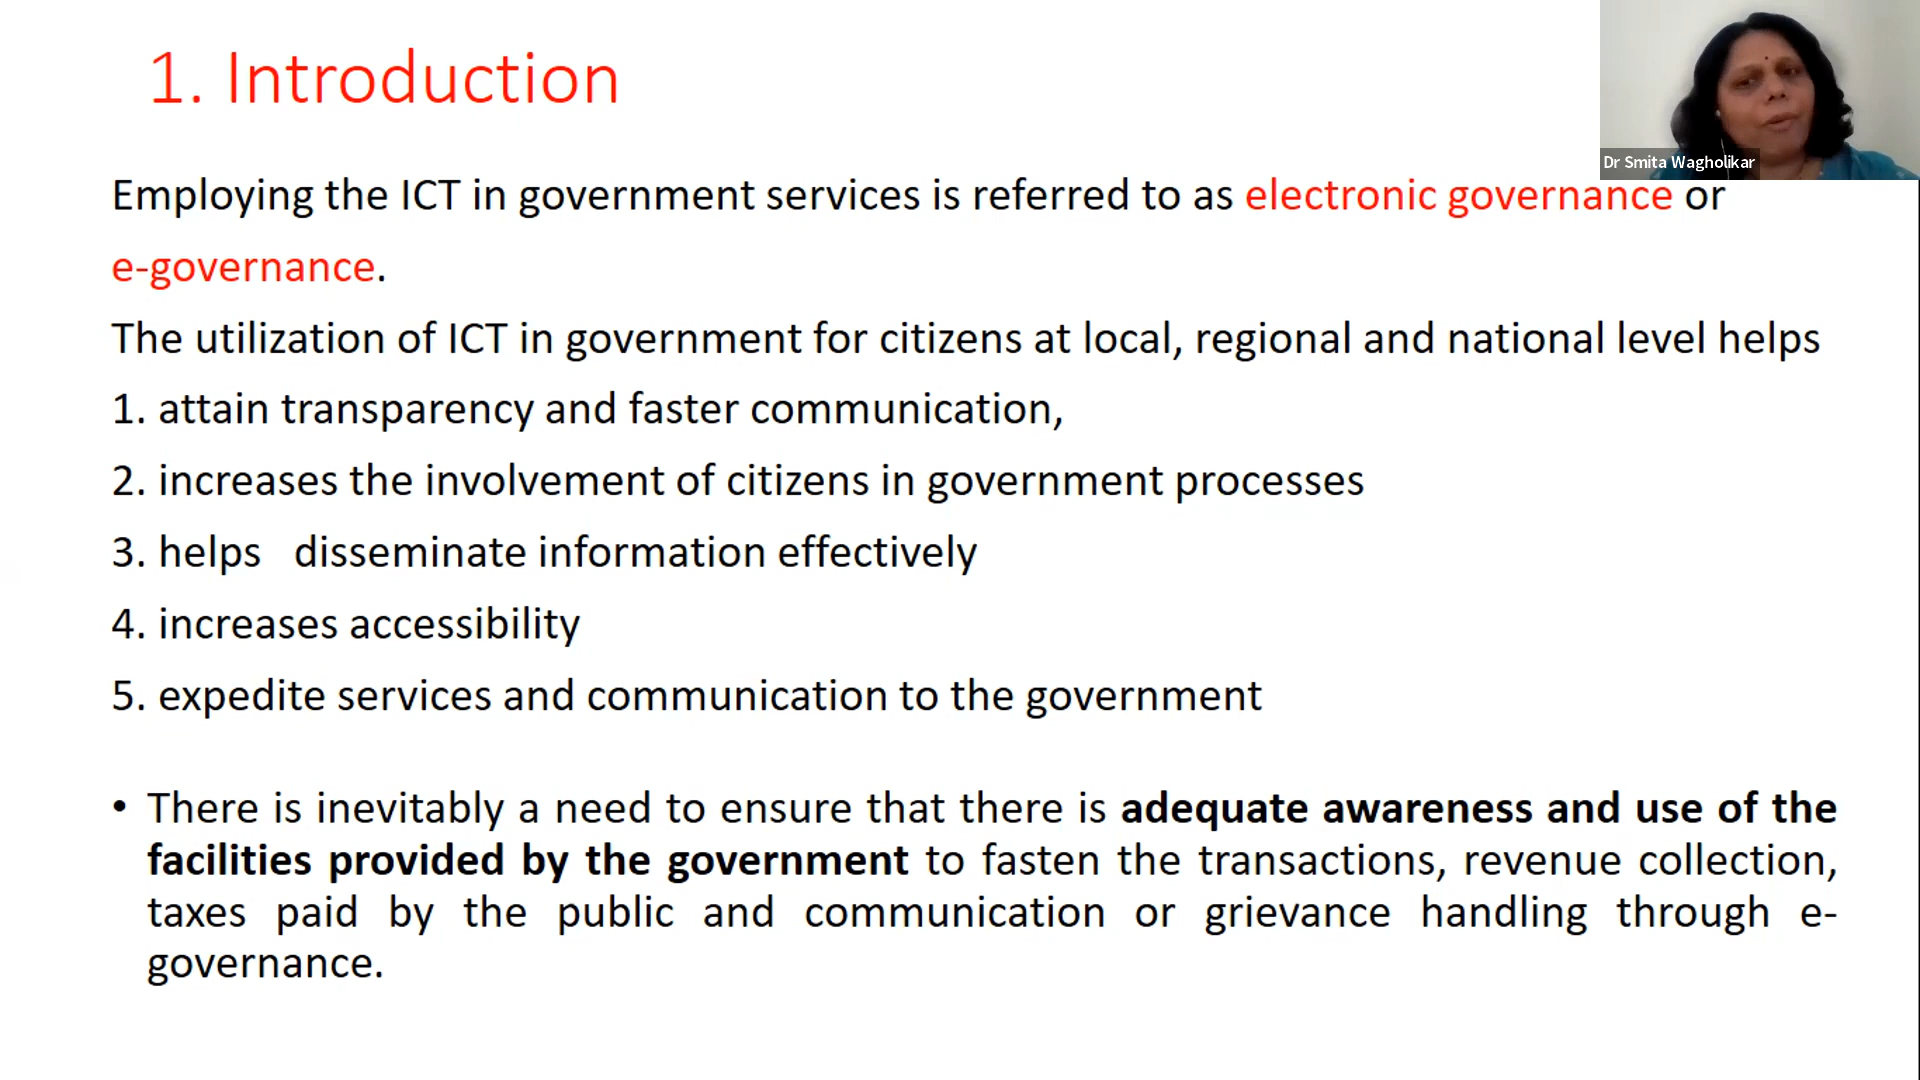 1. Introduction
Dr Smita Wagholikar
Employing the ICT in government services is referred to as electronic governance or
e-governance.
The utilization of ICT in government for citizens at local, regional and national level helps
1. attain transparency and faster communication,
2. increases the involvement of citizens in government processes
3. helps   disseminate information effectively
4. increases accessibility
5. expedite services and communication to the government
• There is inevitably a need to ensure that there is adequate awareness and use of the
facilities provided by the government to fasten the transactions, revenue collection,
taxes paid by the public and communication or grievance handling through e-
governance.